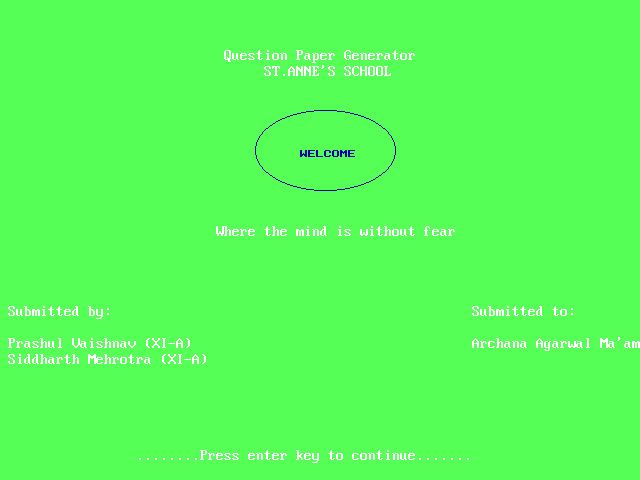 Question Paper Generator
ST.ANNE'S SCHOOL
WELCOME
Where the mind is without fear
Submitted by:
Submitted to:
Prashul Vaishnav (XI-A)
Archana Agarwal Ma'am
Siddharth Mehrotra (XI-A)
........Press enter key to continue.......